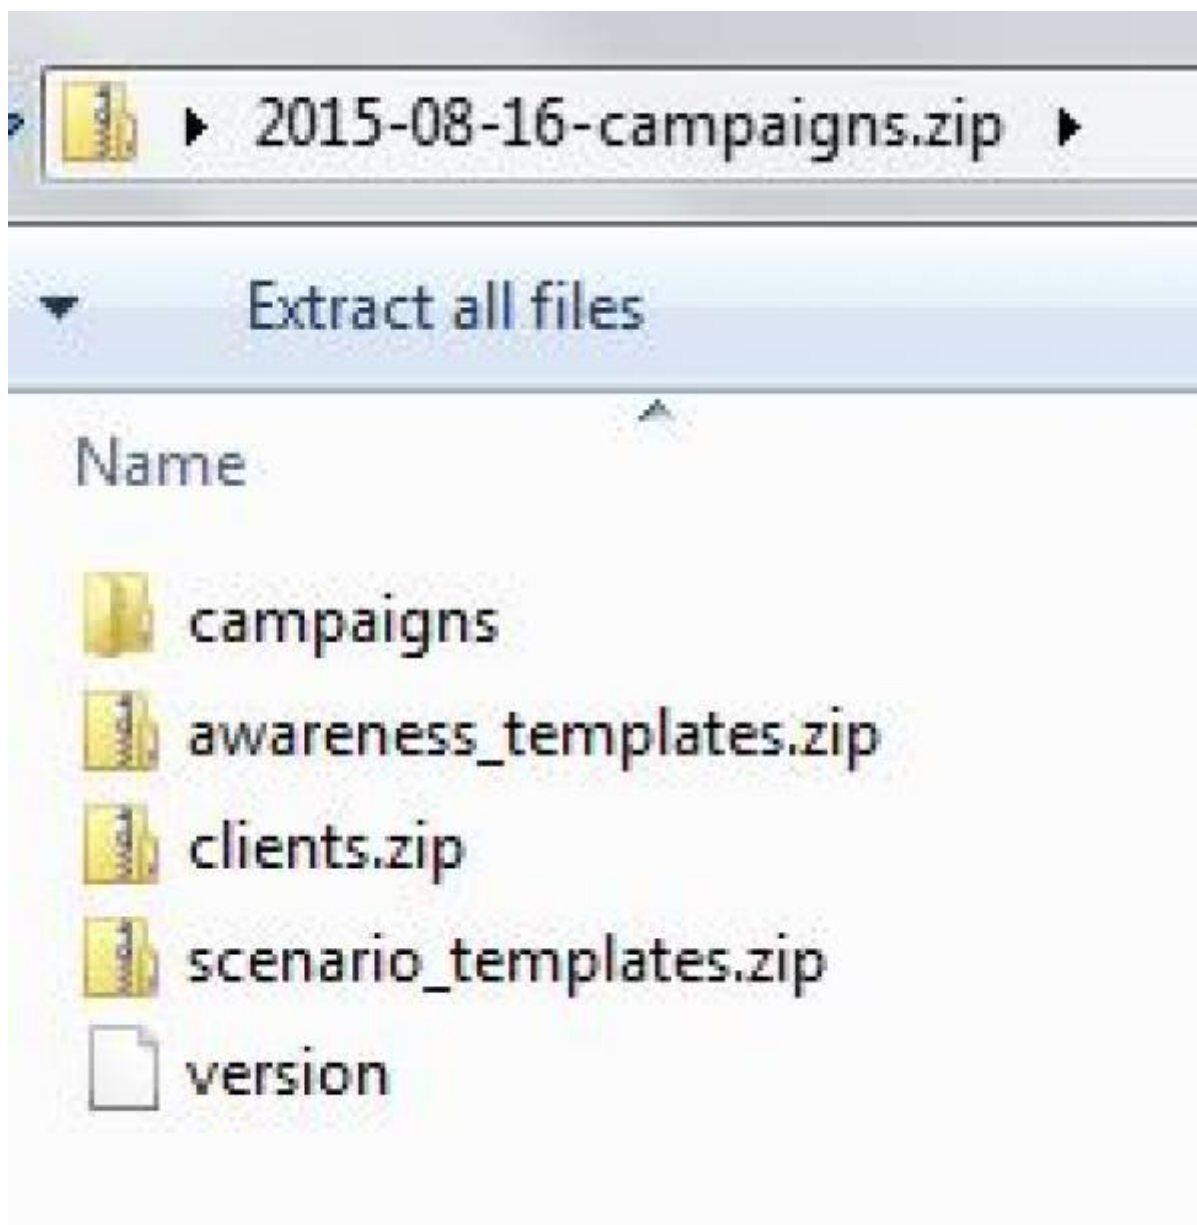 2015-08-16-campaigns.zip
Extract all files
Name
campaigns
awareness_templates.zip
clients.zip
scenario_templates.zip
version